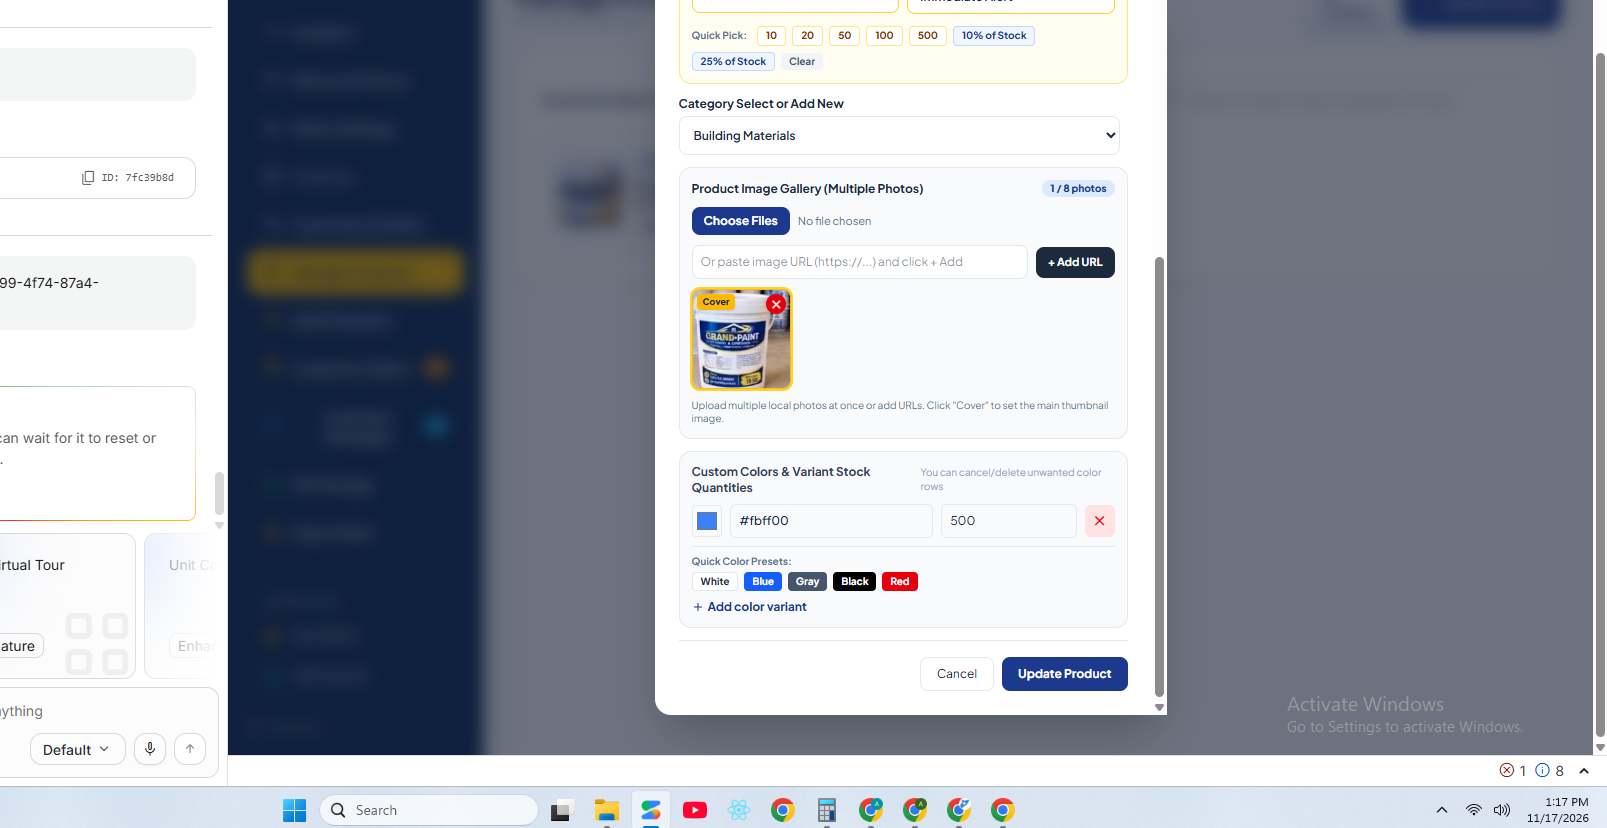 ID: 7fc39b8d
99-4f74-87a4-
can wait for it to reset or
.
irtual Tour
Unit Co
ature
Enha
ything
Default
Quick Pick:
10
20
50
100
500
10% of Stock
25% of Stock
Clear
Category Select or Add New
Building Materials
Product Image Gallery (Multiple Photos)
1 / 8 photos
Choose Files
No file chosen
Or paste image URL (https://...) and click + Add
+ Add URL
Cover
GRAND-PAINT
Upload multiple local photos at once or add URLs. Click "Cover" to set the main thumbnail
image.
Custom Colors & Variant Stock
Quantities
You can cancel/delete unwanted color
rows
#fbff00
500
Quick Color Presets:
White
Blue
Gray
Black
Red
+ Add color variant
Cancel
Update Product
Activate Windows
Go to Settings to activate Windows.
1
8
Search
1:17 PM
11/17/2026